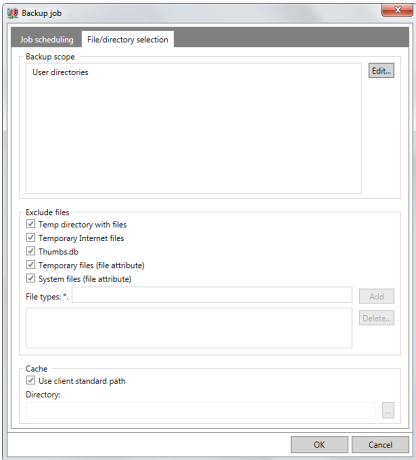 Backup job
Job scheduling File/directory selection
Backup scope
User directories
Edit...
Exclude files
Temp directory with files
Temporary Internet files
Thumbs.db
Temporary files (file attribute)
System files (file attribute)
File types: *.
Add
Delete...
Cache
Use client standard path
Directory:
...
OK Cancel